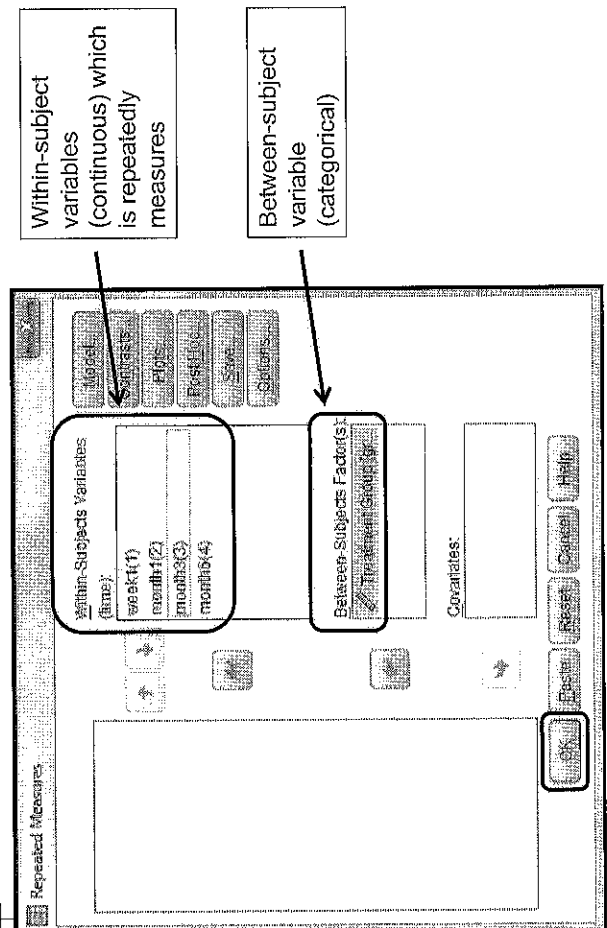 Repeated Measures
Within-Subjects Variables
(time):
week1(1)
month1(2)
month3(3)
month6(4)
Model
Contrasts
Plots
Post Hoc
Save
Options
Between-Subjects Factor(s):
Treatment Group
Covariates:
OK
Paste
Reset
Cancel
Help
Within-subject
variables
(continuous) which
is repeatedly
measures
Between-subject
variable
(categorical)